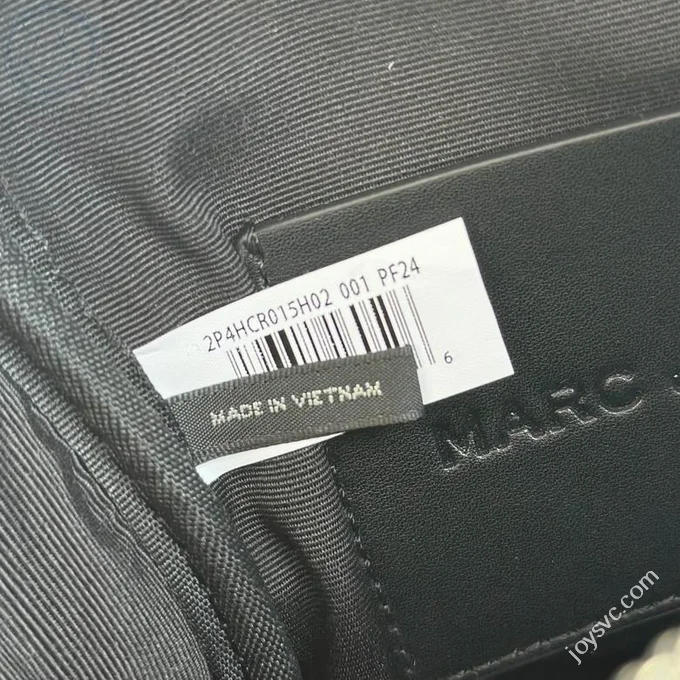 2P4HCR015H02 001 PF24
6
MADE IN VIETNAM
MARC
joysvc.com